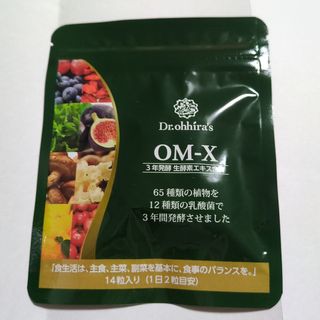 Dr.ohhira's
OM-X
3年発酵 生酵素エキス
65種類の植物を
12種類の乳酸菌で
3年間発酵させました
「食生活は、主食、主菜、副菜を基本に、食事のバランスを。」
14粒入り（1日2粒目安）